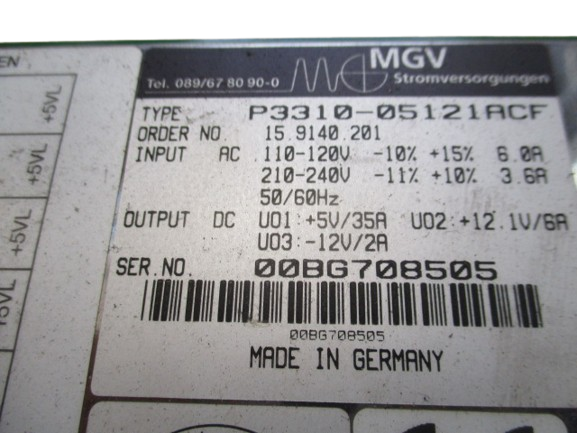 EN
MGV
Tel. 089/67 80 90-0
Stromversorgungen
TYPE P3310-05121ACF
ORDER NO. 15.9140.201
INPUT AC 110-120V -10% +15% 6.0A
210-240V -11% +10% 3.6A
50/60Hz
OUTPUT DC U01:+5V/35A U02:+12.1V/6A
U03:-12V/2A
SER.NO. 00BG708505
00BG708505
MADE IN GERMANY
+5VL
+5VL
+5VL
+5VL